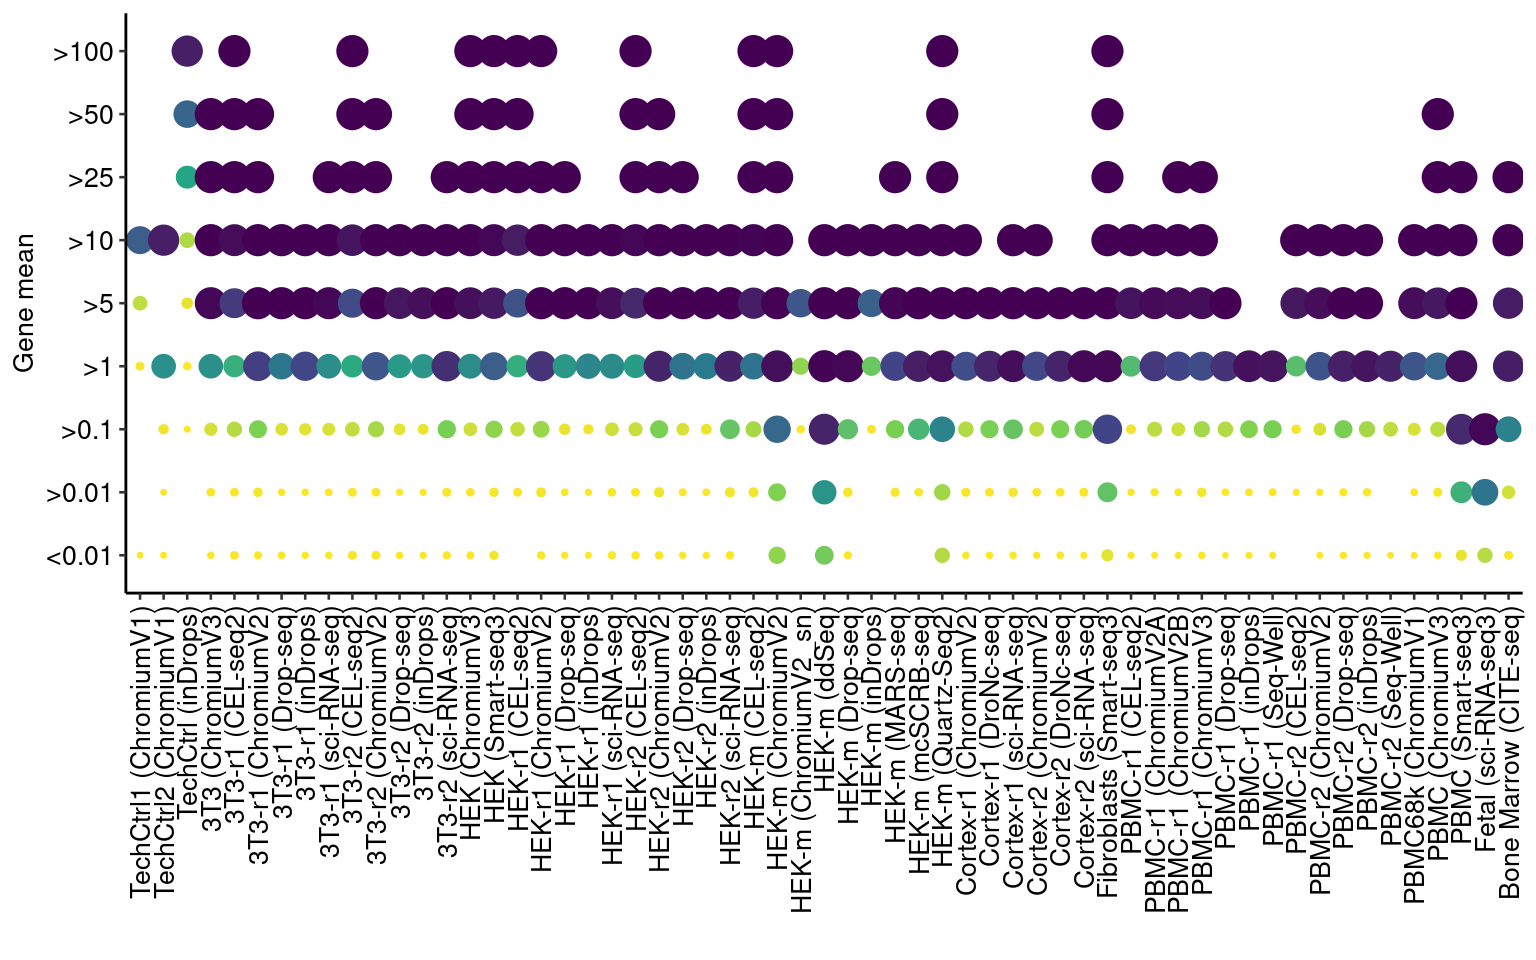 Gene mean
>100
>50
>25
>10
>5
>1
>0.1
>0.01
<0.01
TechCtrl1 (ChromiumV1)
TechCtrl2 (ChromiumV1)
TechCtrl (inDrops)
3T3 (ChromiumV3)
3T3-r1 (CEL-seq2)
3T3-r1 (ChromiumV2)
3T3-r1 (Drop-seq)
3T3-r1 (inDrops)
3T3-r1 (sci-RNA-seq)
3T3-r2 (CEL-seq2)
3T3-r2 (ChromiumV2)
3T3-r2 (Drop-seq)
3T3-r2 (inDrops)
3T3-r2 (sci-RNA-seq)
HEK (ChromiumV3)
HEK (Smart-seq3)
HEK-r1 (CEL-seq2)
HEK-r1 (ChromiumV2)
HEK-r1 (Drop-seq)
HEK-r1 (inDrops)
HEK-r1 (sci-RNA-seq)
HEK-r2 (CEL-seq2)
HEK-r2 (ChromiumV2)
HEK-r2 (Drop-seq)
HEK-r2 (inDrops)
HEK-r2 (sci-RNA-seq)
HEK-m (CEL-seq2)
HEK-m (ChromiumV2)
HEK-m (ChromiumV2_sn)
HEK-m (ddSeq)
HEK-m (Drop-Seq)
HEK-m (inDrops)
HEK-m (MARS-seq)
HEK-m (mcSCRB-seq)
HEK-m (Quartz-Seq2)
Cortex-r1 (ChromiumV2)
Cortex-r1 (DroNc-seq)
Cortex-r1 (sci-RNA-seq)
Cortex-r2 (ChromiumV2)
Cortex-r2 (DroNc-seq)
Cortex-r2 (sci-RNA-seq)
Fibroblasts (Smart-seq3)
PBMC-r1 (CEL-seq2)
PBMC-r1 (ChromiumV2A)
PBMC-r1 (ChromiumV2B)
PBMC-r1 (ChromiumV3)
PBMC-r1 (Drop-seq)
PBMC-r1 (inDrops)
PBMC-r1 (Seq-Well)
PBMC-r2 (CEL-seq2)
PBMC-r2 (ChromiumV2)
PBMC-r2 (Drop-seq)
PBMC-r2 (inDrops)
PBMC-r2 (Seq-Well)
PBMC68k (ChromiumV1)
PBMC (ChromiumV3)
PBMC (Smart-seq3)
Fetal (sci-RNA-seq3)
Bone Marrow (CITE-seq)